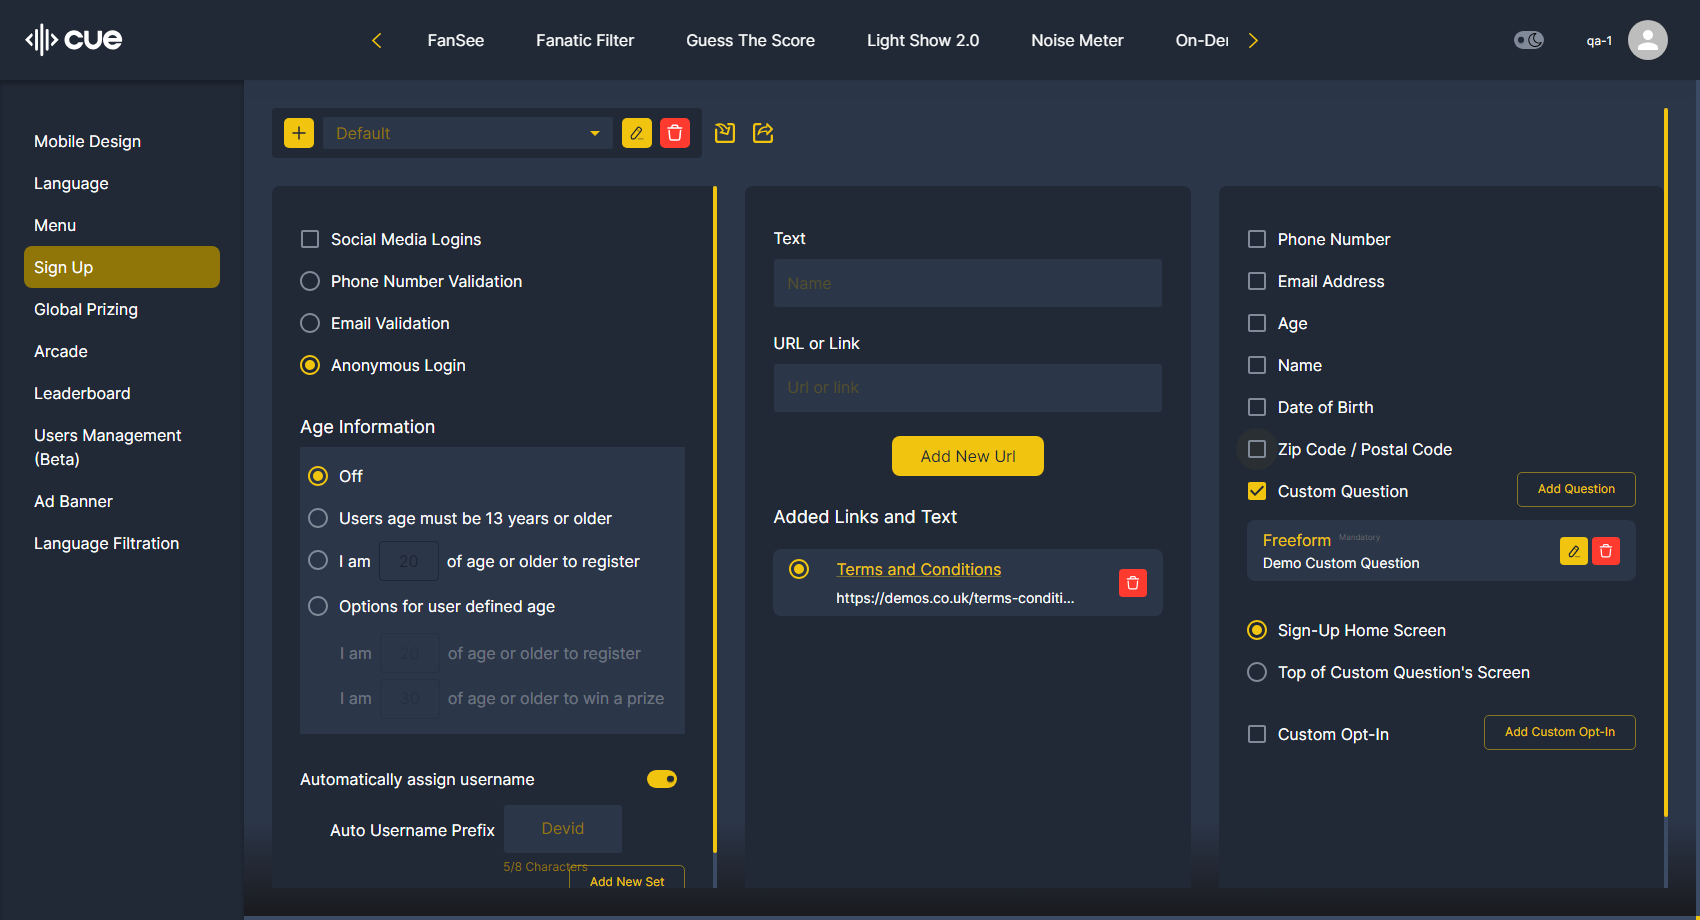 cue
FanSee
Fanatic Filter
Guess The Score
Light Show 2.0
Noise Meter
On-Der
qa-1
Mobile Design
Language
Menu
Sign Up
Global Prizing
Arcade
Leaderboard
Users Management
(Beta)
Ad Banner
Language Filtration
Default
Social Media Logins
Phone Number Validation
Email Validation
Anonymous Login
Age Information
Off
Users age must be 13 years or older
I am 20 of age or older to register
Options for user defined age
I am 20 of age or older to register
I am 30 of age or older to win a prize
Automatically assign username
Auto Username Prefix Devid
5/8 Characters
Add New Set
Text
Name
URL or Link
Url or link
Add New Url
Added Links and Text
Terms and Conditions
https://demos.co.uk/terms-conditi...
Phone Number
Email Address
Age
Name
Date of Birth
Zip Code / Postal Code
Custom Question
Add Question
Freeform Mandatory
Demo Custom Question
Sign-Up Home Screen
Top of Custom Question's Screen
Custom Opt-In
Add Custom Opt-In